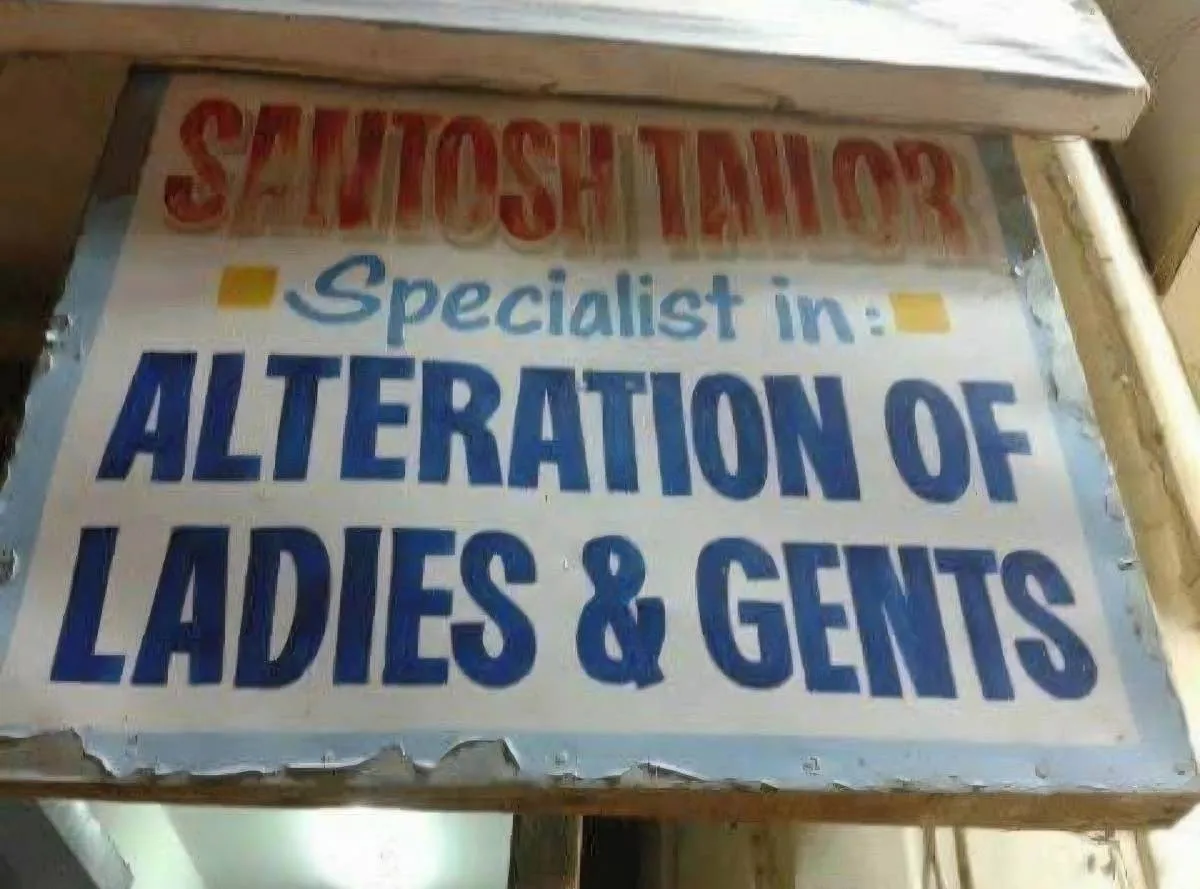 SANTOSH TAILOR
Specialist in:
ALTERATION OF
LADIES & GENTS